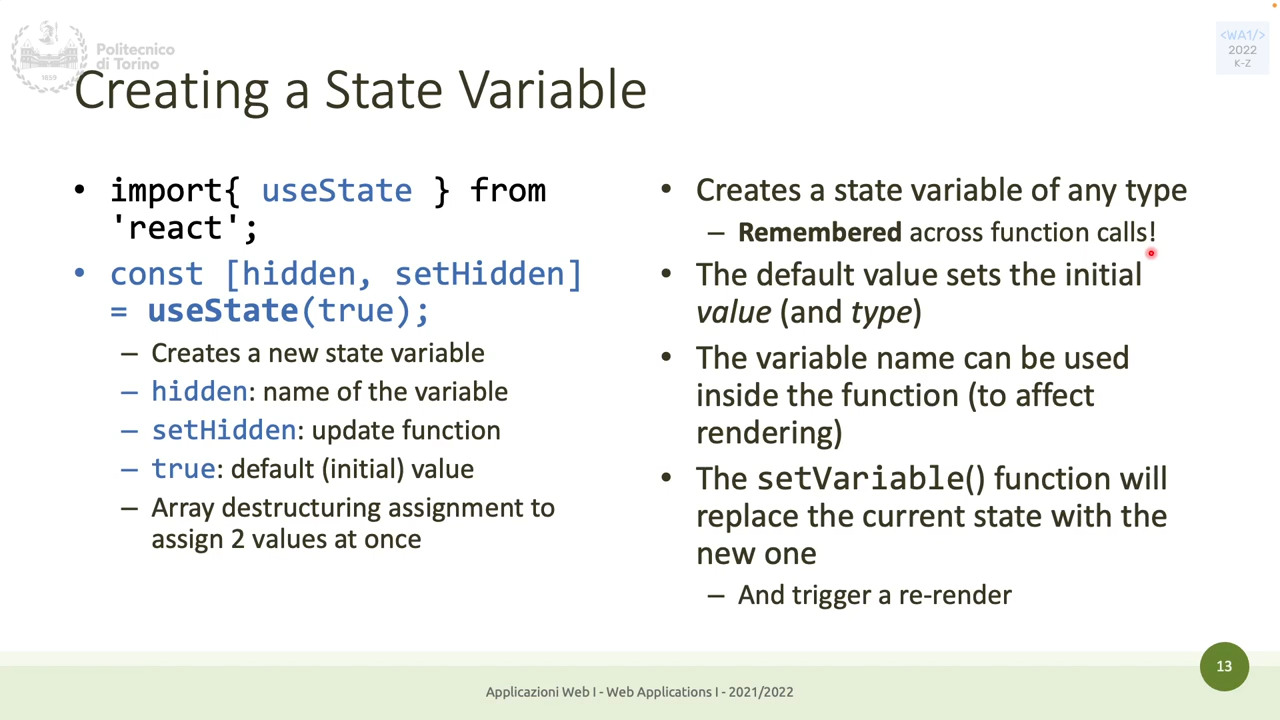 Politecnico
di Torino
1859
<WA1/>
2022
K-Z
Creating a State Variable
• import{ useState } from
'react';
• const [hidden, setHidden]
= useState(true);
– Creates a new state variable
– hidden: name of the variable
– setHidden: update function
– true: default (initial) value
– Array destructuring assignment to
assign 2 values at once
• Creates a state variable of any type
– Remembered across function calls!
• The default value sets the initial
value (and type)
• The variable name can be used
inside the function (to affect
rendering)
• The setVariable() function will
replace the current state with the
new one
– And trigger a re-render
13
Applicazioni Web I - Web Applications I - 2021/2022